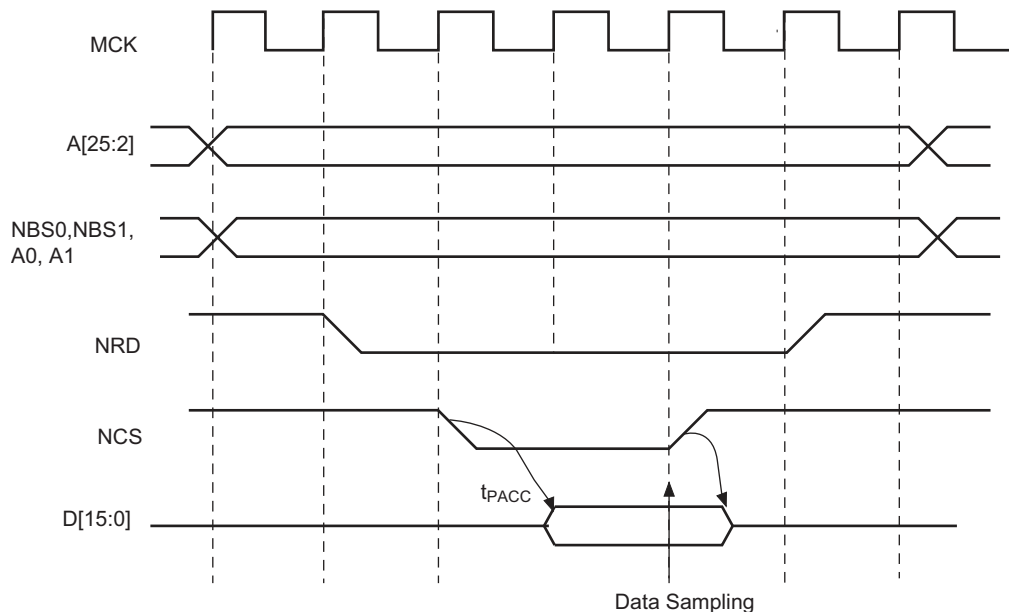 MCK
A[25:2]
NBS0,NBS1,
A0, A1
NRD
NCS
tPACC
D[15:0]
Data Sampling